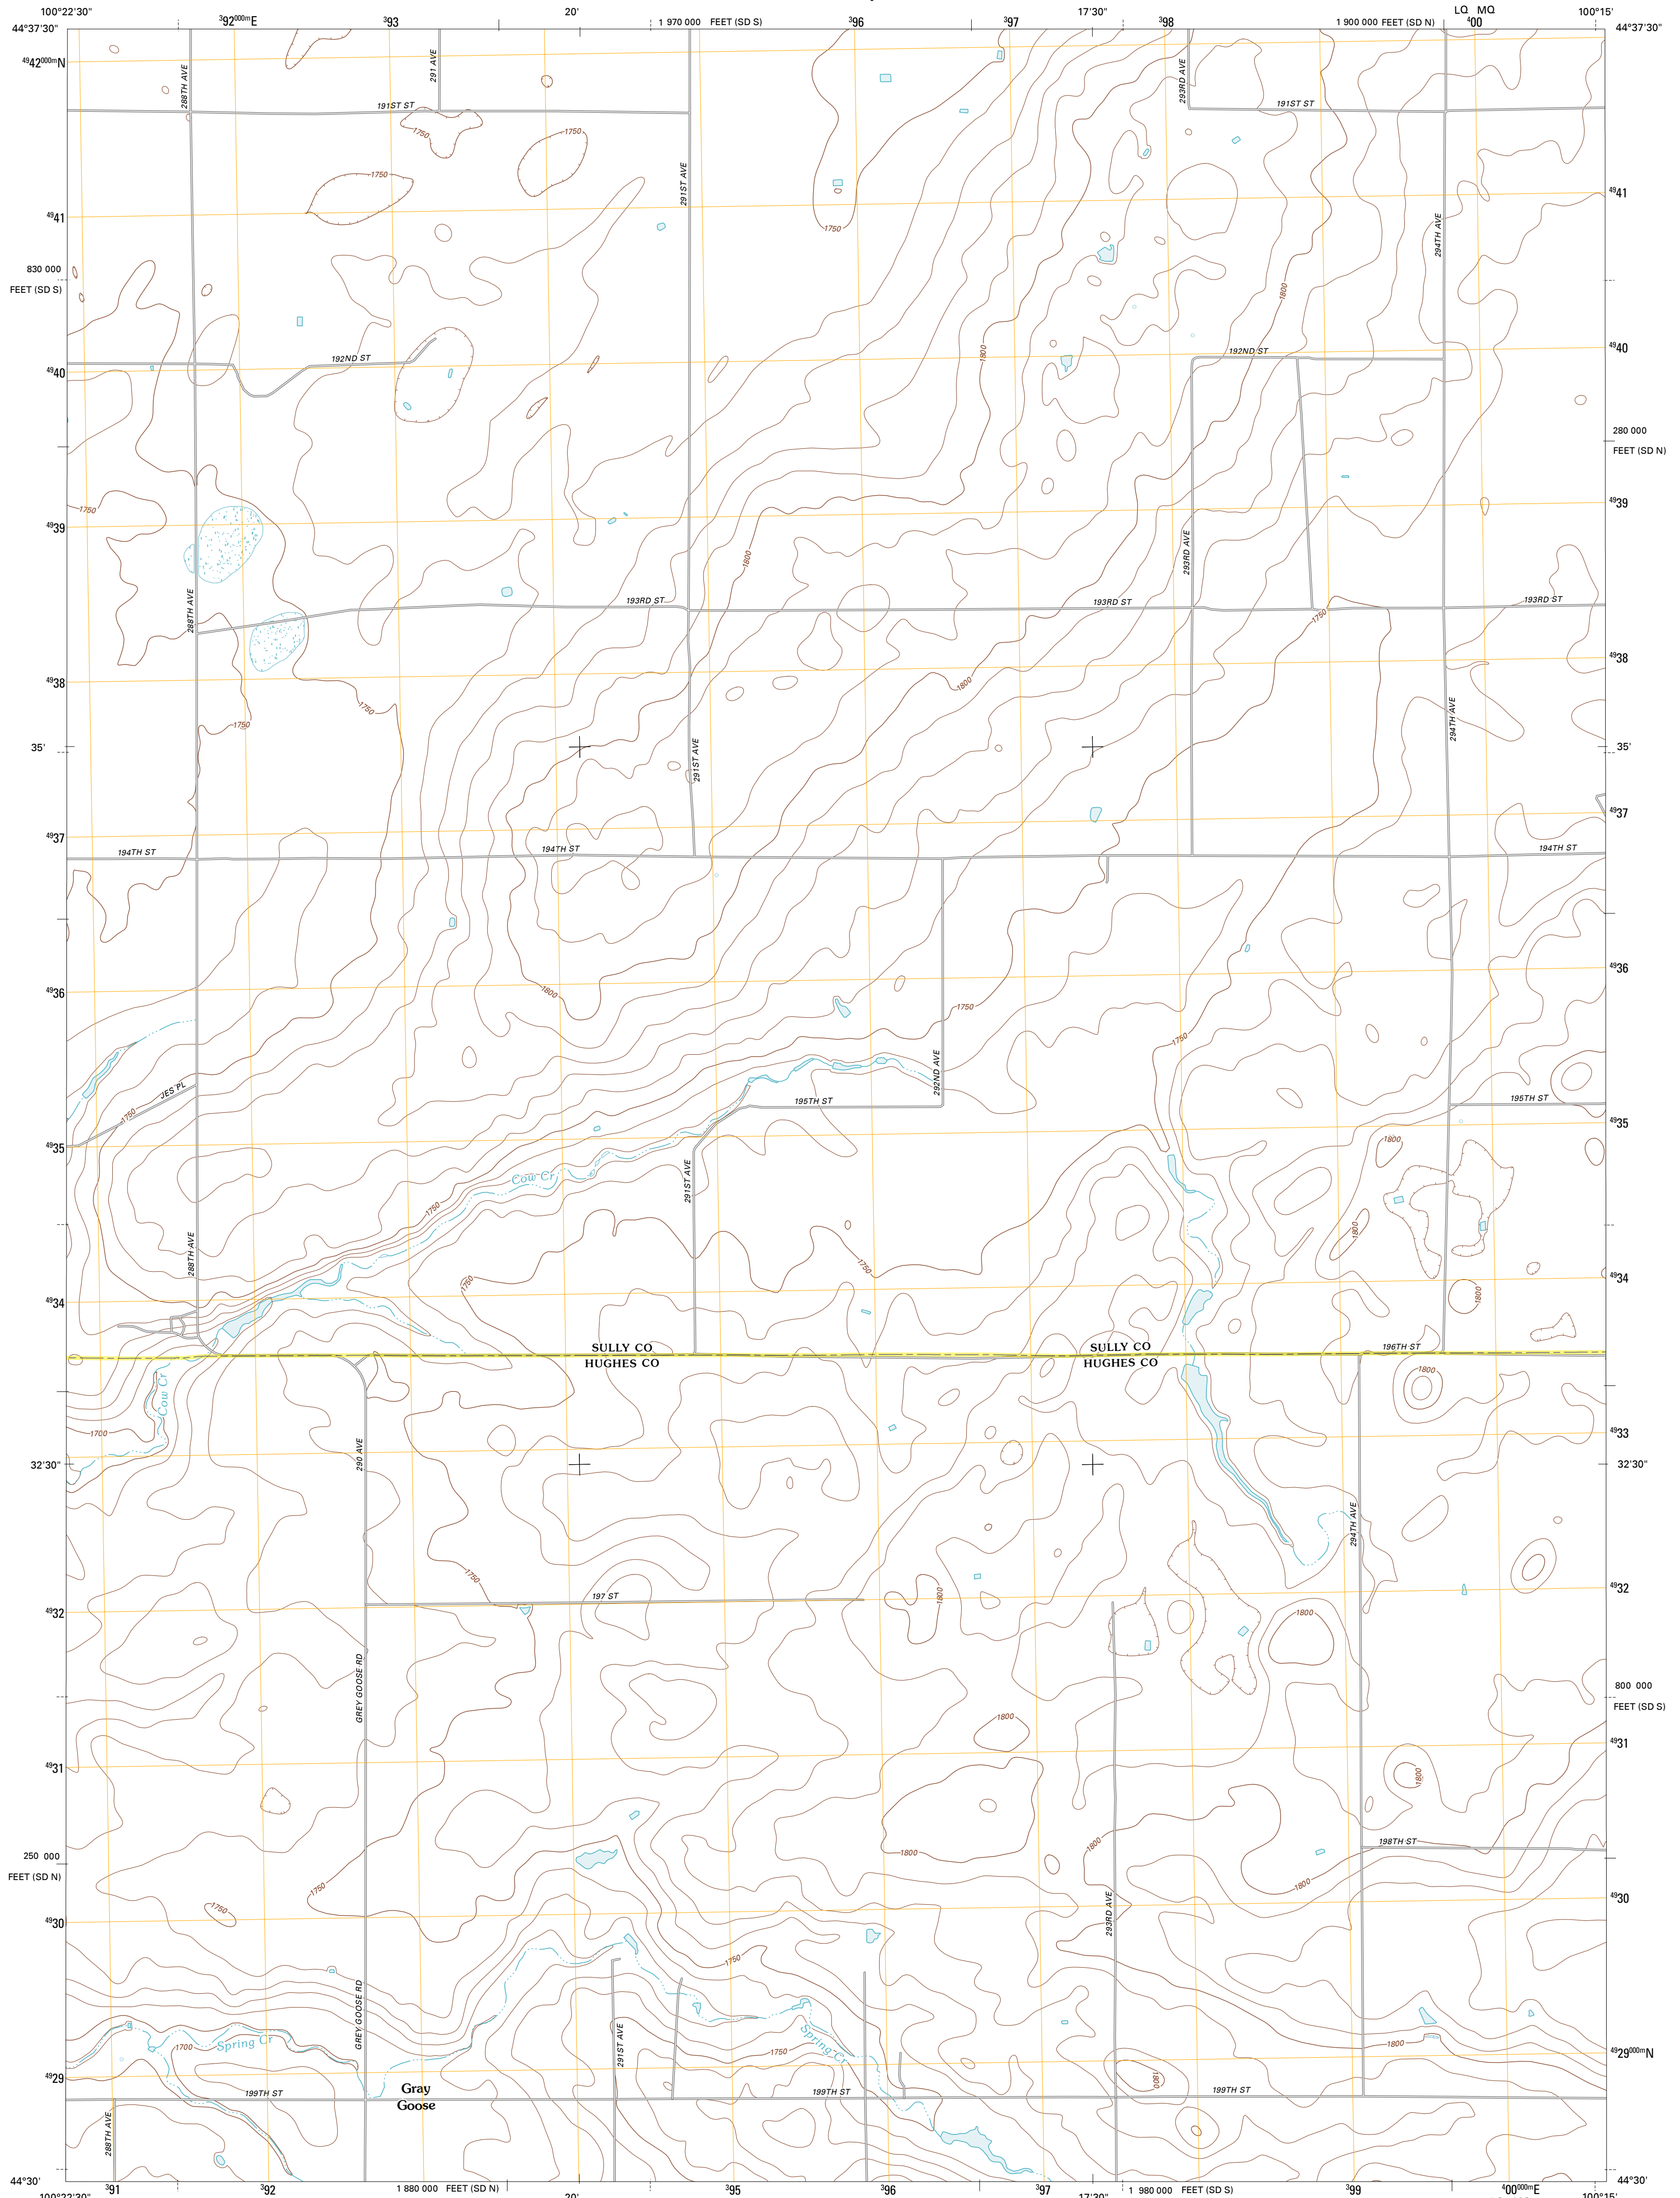 LQ MQ
100°22'30" ³92⁰⁰⁰ᵐE ³93 20' 1 970 000 FEET (SD S) ³96 ³97 17'30" ³98 1 900 000 FEET (SD N) ⁴00 100°15'
44°37'30" 44°37'30"
⁴⁹42⁰⁰⁰ᵐN
288TH AVE
291 AVE
293RD AVE
191ST ST
191ST ST
1750
1750
1750
291ST AVE
⁴⁹41
⁴⁹41
1750
294TH AVE
830 000
FEET (SD S)
1800
1800
192ND ST
192ND ST
⁴⁹40
⁴⁹40
280 000
FEET (SD N)
1750
⁴⁹39
⁴⁹39
1800
293RD AVE
288TH AVE
193RD ST
193RD ST
193RD ST
1750
⁴⁹38
⁴⁹38
1800
1750
1750
294TH AVE
35'
35'
291ST AVE
⁴⁹37
⁴⁹37
194TH ST
194TH ST
194TH ST
⁴⁹36
⁴⁹36
1800
1750
1750
292ND AVE
JES PL
1750
195TH ST
195TH ST
⁴⁹35
⁴⁹35
1800
Cow Cr
291ST AVE
1750
1800
288TH AVE
1750
1750
⁴⁹34
⁴⁹34
1800
SULLY CO
HUGHES CO
SULLY CO
HUGHES CO
196TH ST
1800
Cow Cr
1700
290 AVE
⁴⁹33
⁴⁹33
32'30"
32'30"
294TH AVE
1750
197 ST
1800
⁴⁹32
⁴⁹32
1800
GREY GOOSE RD
800 000
FEET (SD S)
1800
⁴⁹31
⁴⁹31
1800
1800
1800
198TH ST
250 000
FEET (SD N)
1750
1800
1750
⁴⁹30
⁴⁹30
293RD AVE
1750
GREY GOOSE RD
Spring Cr
1700
291ST AVE
Spring Cr
1750
1800
⁴⁹29⁰⁰⁰ᵐN
⁴⁹29
1800
Gray
Goose
199TH ST
199TH ST
199TH ST
288TH AVE
44°30' 44°30'
100°22'30" ³91 ³92 1 880 000 FEET (SD N) 20' ³95 ³96 ³97 17'30" 1 980 000 FEET (SD S) ³99 ⁴00⁰⁰⁰ᵐE 100°15'